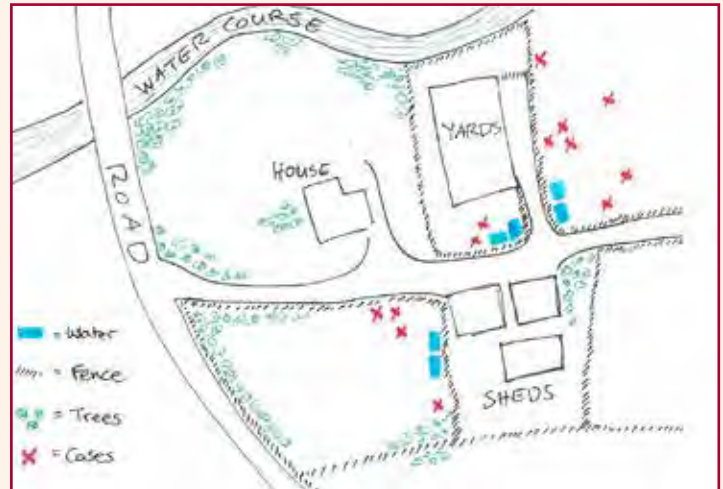 WATER COURSE
YARDS
HOUSE
ROAD
= Water
= Fence
= Trees
= Cases
SHEDS